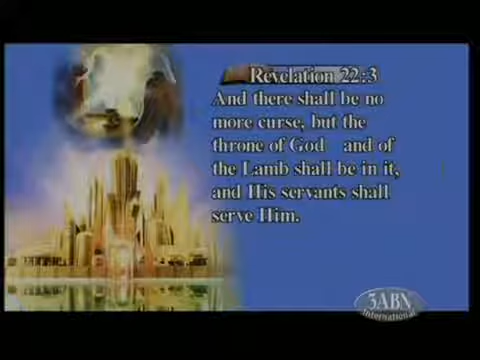 Revelation 22:3
And there shall be no
more curse, but the
throne of God and of
the Lamb shall be in it,
and His servants shall
serve Him.
3ABN
International